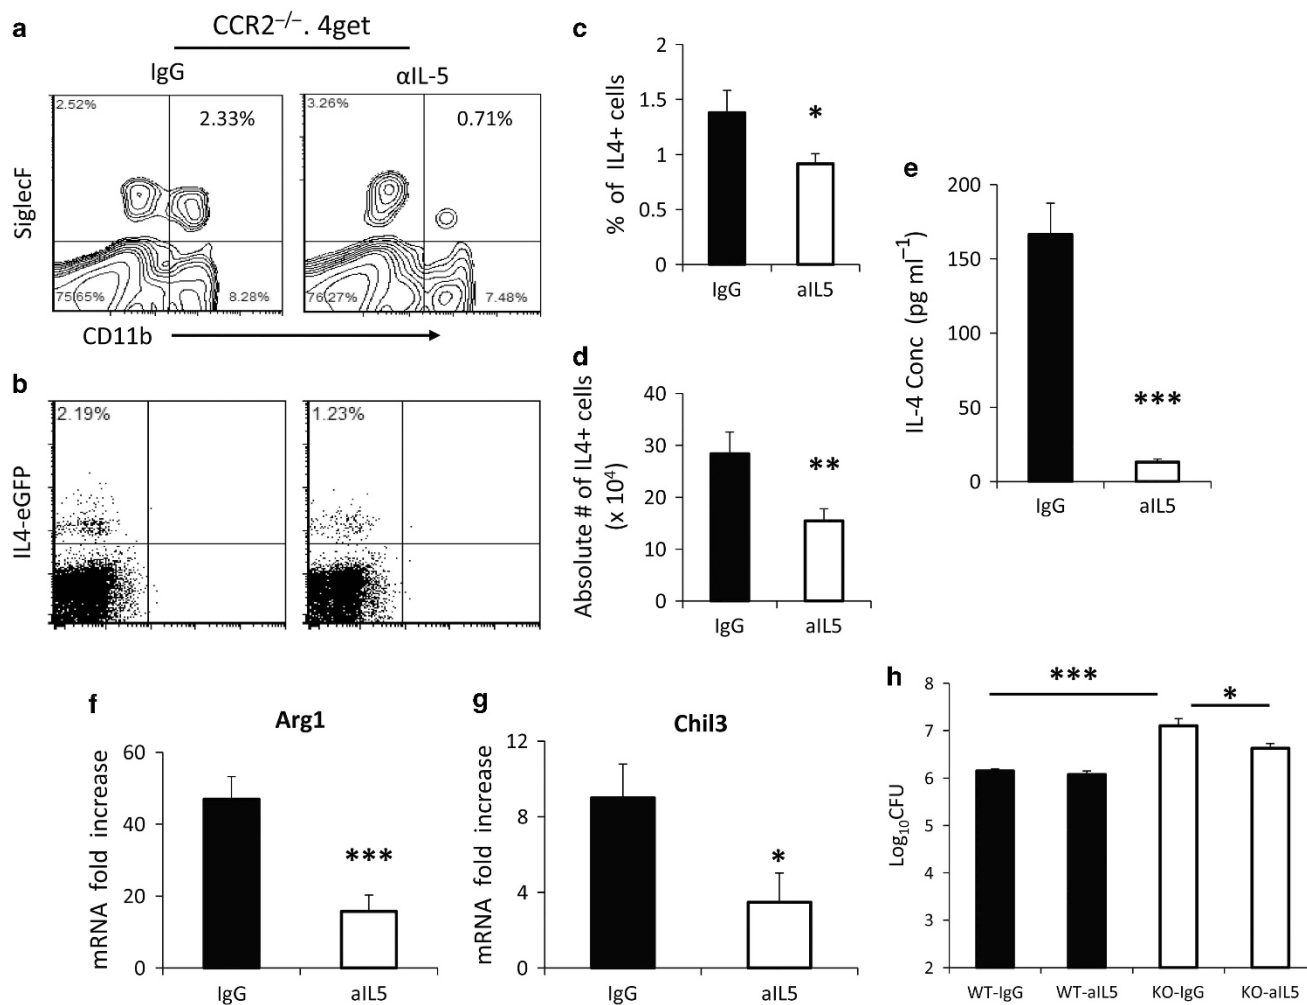 a
CCR2⁻/⁻. 4get
IgG
αIL-5
2.52%
2.33%
3.26%
0.71%
SiglecF
75.65%
8.28%
76.27%
7.48%
CD11b
b
2.19%
1.23%
IL4-eGFP
c
2
1.5
1
0.5
0
% of IL4+ cells
*
IgG
aIL5
d
40
30
20
10
0
Absolute # of IL4+ cells
(x 10⁴)
**
IgG
aIL5
e
200
150
100
50
0
IL-4 Conc (pg ml⁻¹)
***
IgG
aIL5
f
Arg1
60
40
20
0
mRNA fold increase
***
IgG
aIL5
g
Chil3
12
8
4
0
mRNA fold increase
*
IgG
aIL5
h
8
7
6
5
4
3
2
Log₁₀CFU
***
*
WT-IgG
WT-aIL5
KO-IgG
KO-aIL5